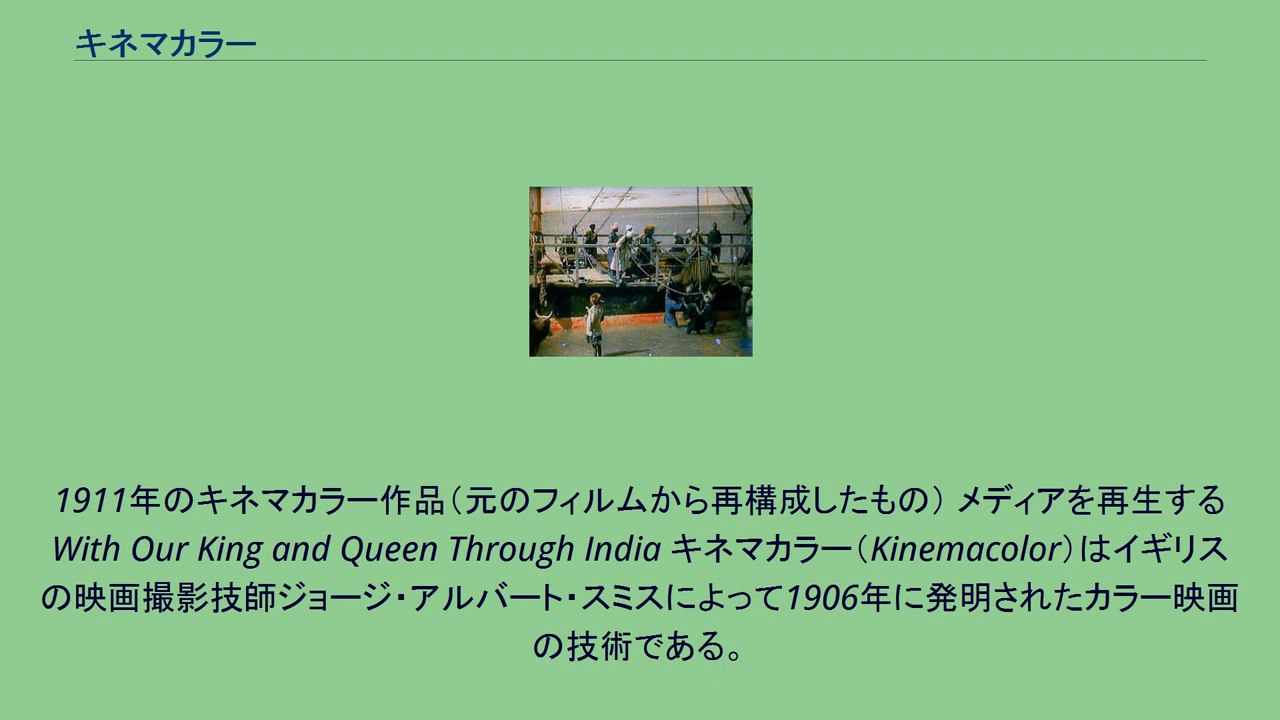 キネマカラー
1911年のキネマカラー作品（元のフィルムから再構成したもの） メディアを再生する
With Our King and Queen Through India キネマカラー（Kinemacolor）はイギリス
の映画撮影技師ジョージ・アルバート・スミスによって1906年に発明されたカラー映画
の技術である。